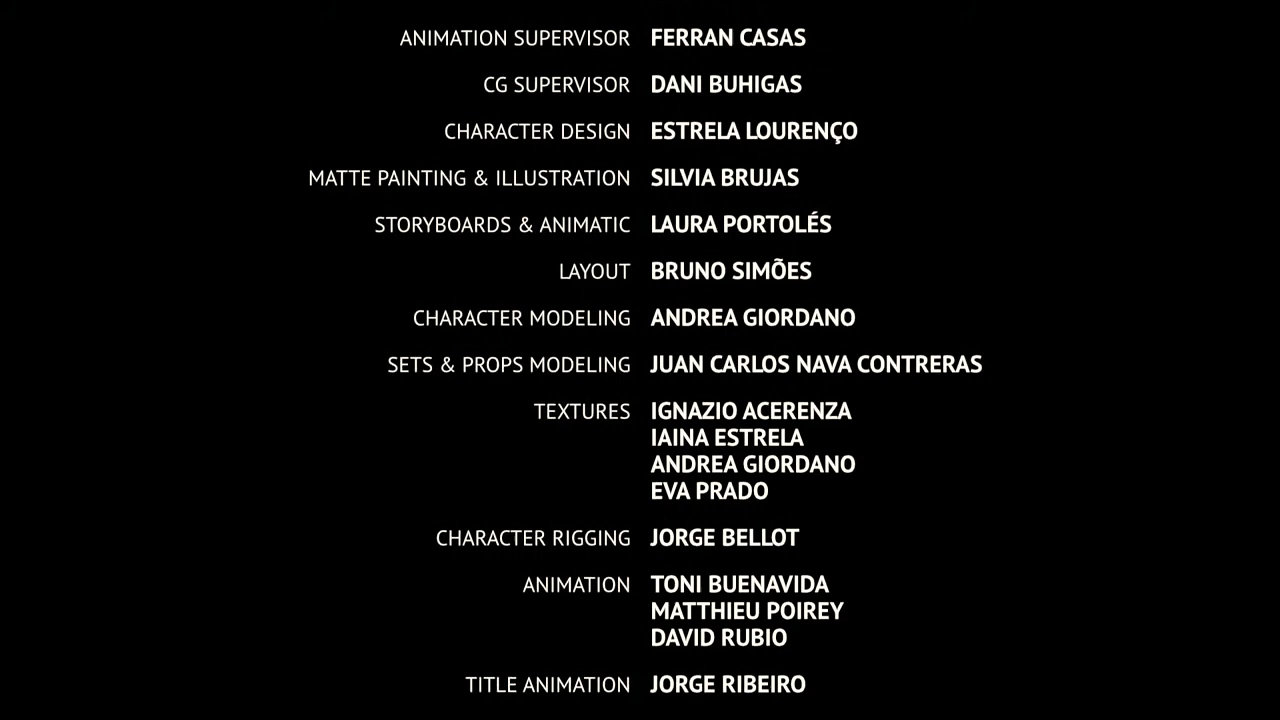 ANIMATION SUPERVISOR FERRAN CASAS
CG SUPERVISOR DANI BUHIGAS
CHARACTER DESIGN ESTRELA LOURENÇO
MATTE PAINTING & ILLUSTRATION SILVIA BRUJAS
STORYBOARDS & ANIMATIC LAURA PORTOLÉS
LAYOUT BRUNO SIMÕES
CHARACTER MODELING ANDREA GIORDANO
SETS & PROPS MODELING JUAN CARLOS NAVA CONTRERAS
TEXTURES IGNAZIO ACERENZA
IAINA ESTRELA
ANDREA GIORDANO
EVA PRADO
CHARACTER RIGGING JORGE BELLOT
ANIMATION TONI BUENAVIDA
MATTHIEU POIREY
DAVID RUBIO
TITLE ANIMATION JORGE RIBEIRO